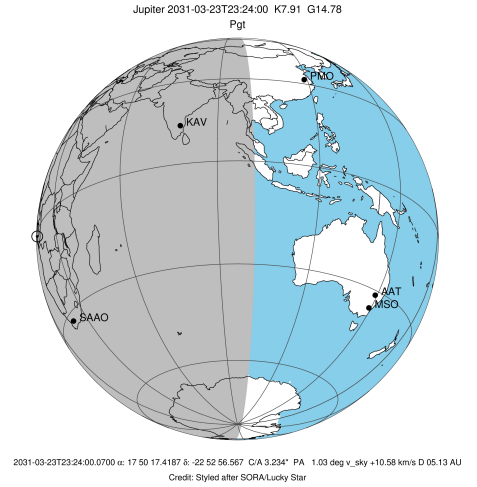 Jupiter 2031-03-23T23:24:00 K7.91 G14.78
Pgt
PMO
KAV
AAT
MSO
SAAO
2031-03-23T23:24:00.0700 α: 17 50 17.4187 δ: -22 52 56.567 C/A 3.234" PA 1.03 deg v_sky +10.58 km/s D 05.13 AU
Credit: Styled after SORA/Lucky Star